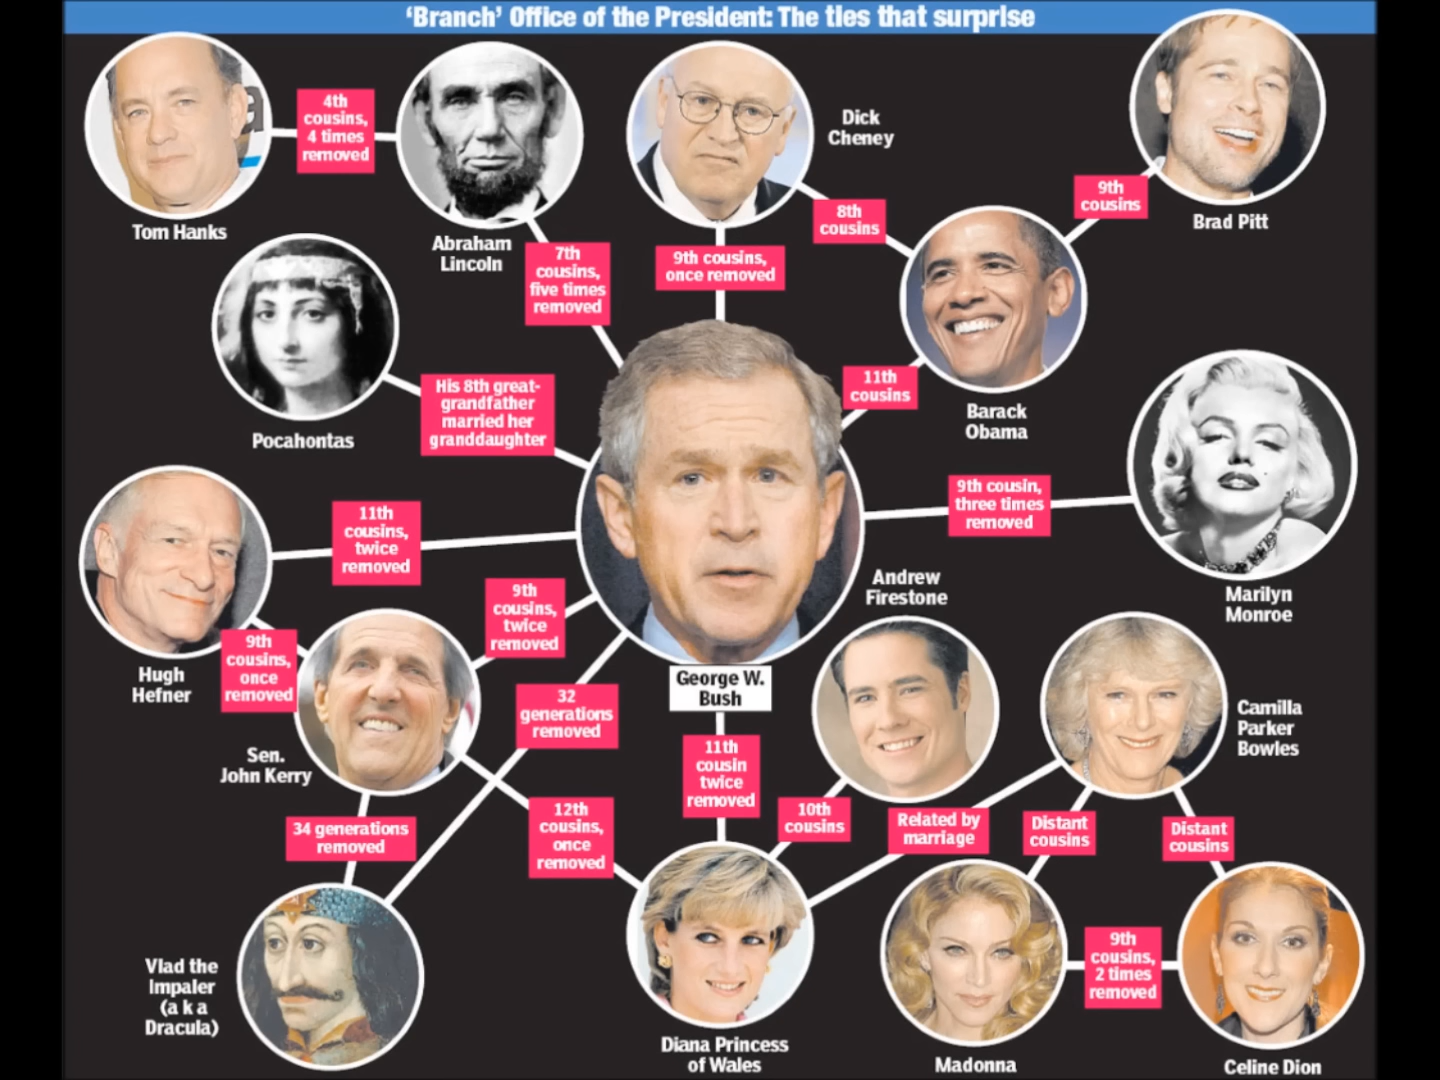 'Branch' Office of the President: The ties that surprise
Tom Hanks
4th
cousins,
4 times
removed
Abraham
Lincoln
7th
cousins,
five times
removed
Dick
Cheney
9th cousins,
once removed
8th
cousins
Barack
Obama
9th
cousins
Brad Pitt
11th
cousins
Pocahontas
His 8th great-
grandfather
married her
granddaughter
9th cousin,
three times
removed
Marilyn
Monroe
Hugh
Hefner
11th
cousins,
twice
removed
9th
cousins,
once
removed
9th
cousins,
twice
removed
Sen.
John Kerry
32
generations
removed
George W.
Bush
Andrew
Firestone
Camilla
Parker
Bowles
34 generations
removed
12th
cousins,
once
removed
11th
cousin
twice
removed
10th
cousins
Related by
marriage
Distant
cousins
Distant
cousins
Vlad the
Impaler
(a k a
Dracula)
Diana Princess
of Wales
Madonna
9th
cousins,
2 times
removed
Celine Dion